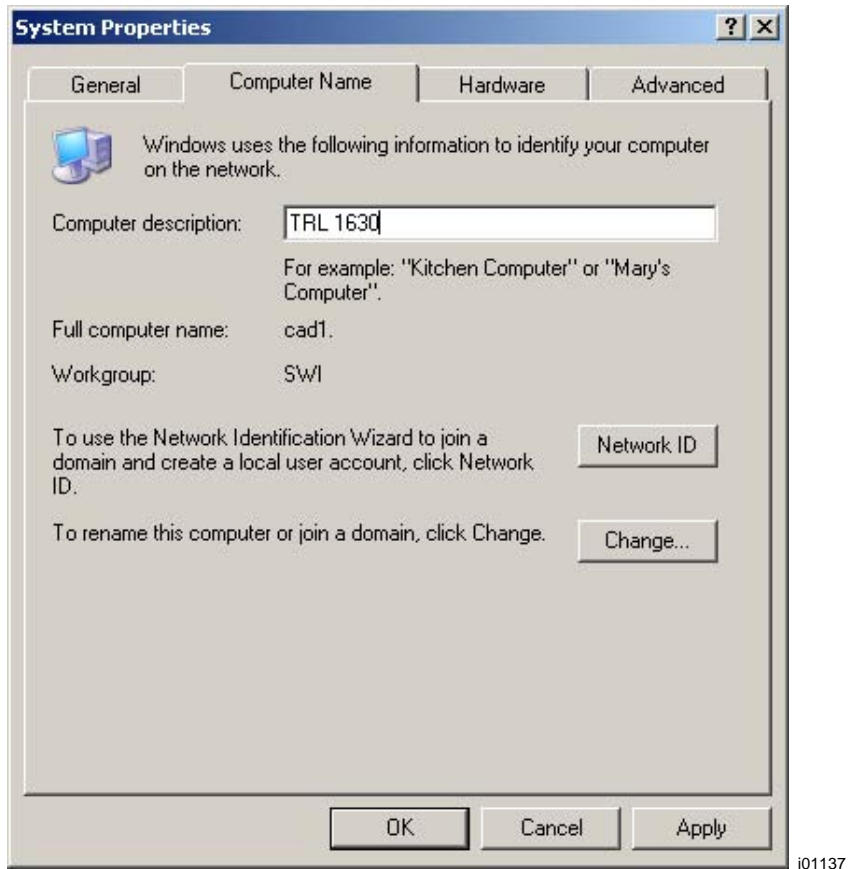 System Properties
General Computer Name Hardware Advanced
Windows uses the following information to identify your computer
on the network.
Computer description: TRL 1630
For example: "Kitchen Computer" or "Mary's
Computer".
Full computer name: cad1.
Workgroup: SWI
To use the Network Identification Wizard to join a
domain and create a local user account, click Network
ID.
Network ID
To rename this computer or join a domain, click Change.
Change...
OK Cancel Apply
i01137